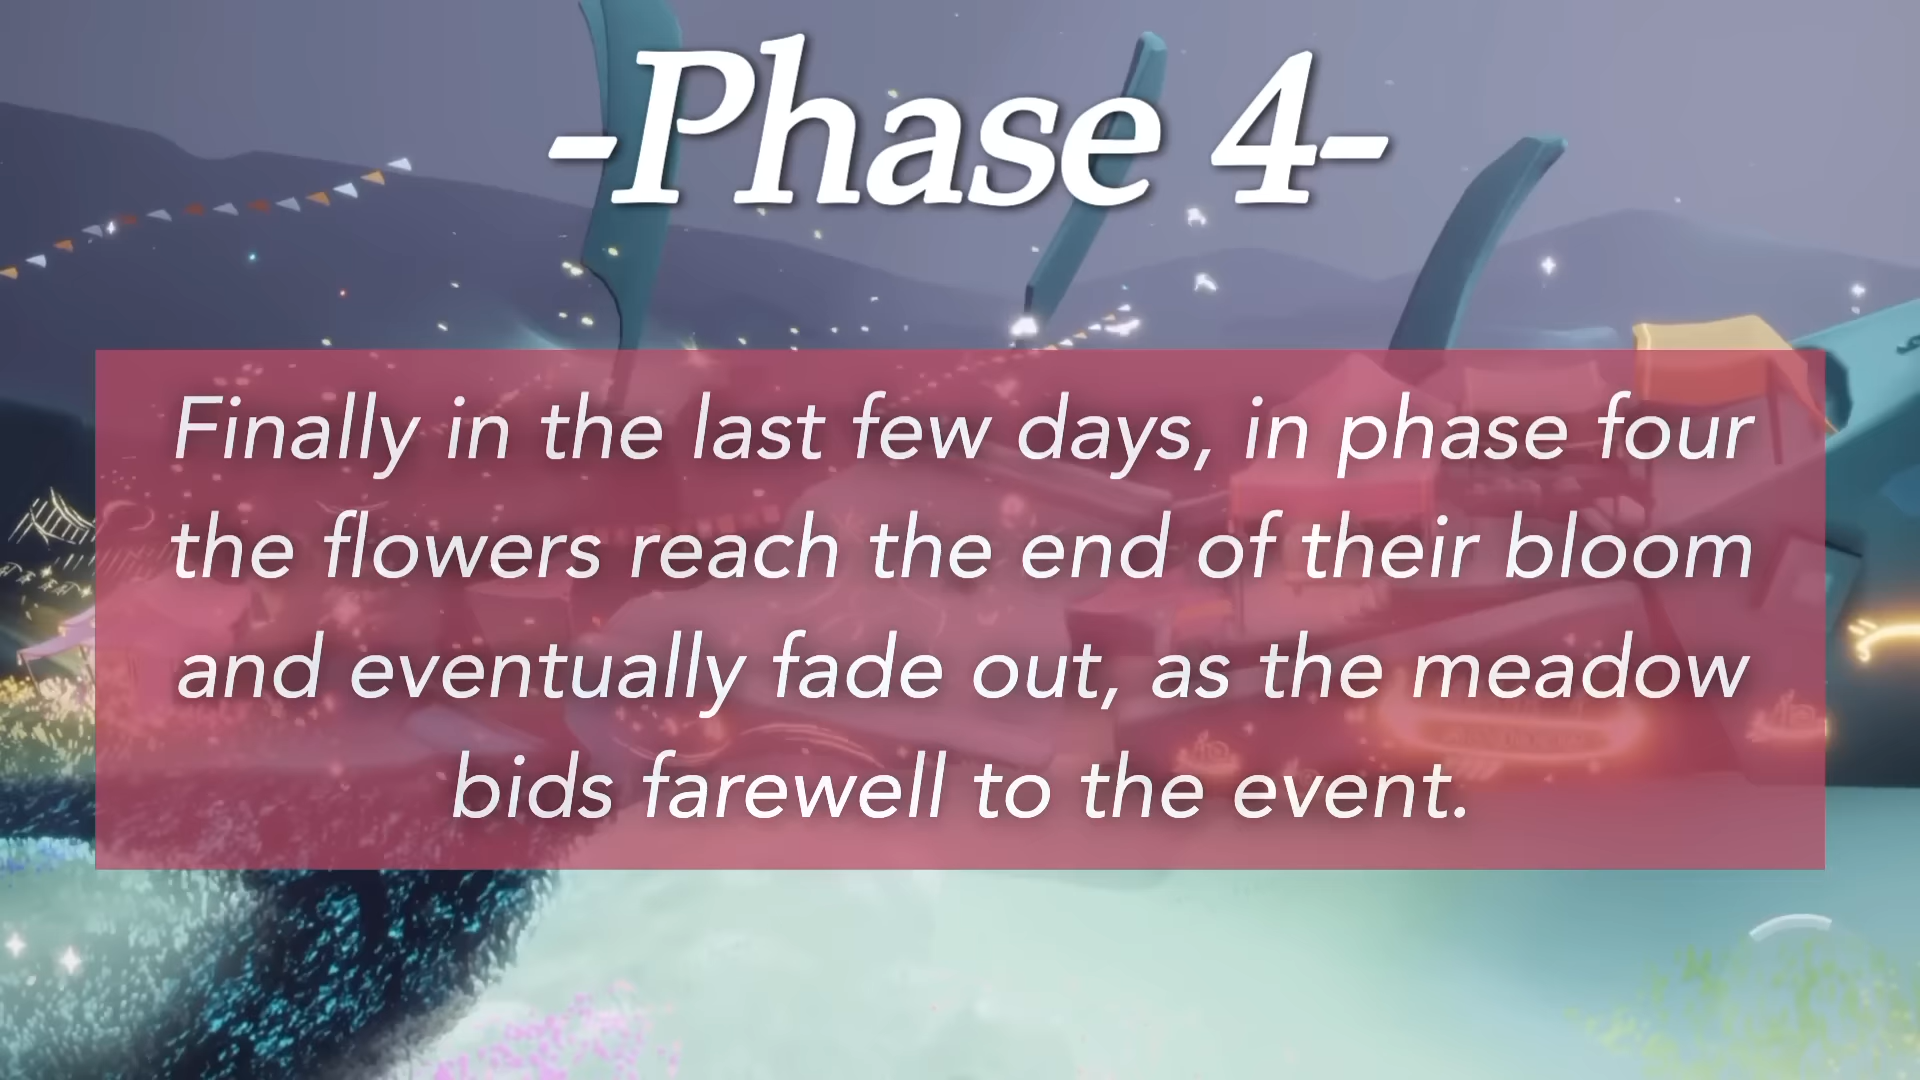 -Phase 4-
Finally in the last few days, in phase four
the flowers reach the end of their bloom
and eventually fade out, as the meadow
bids farewell to the event.